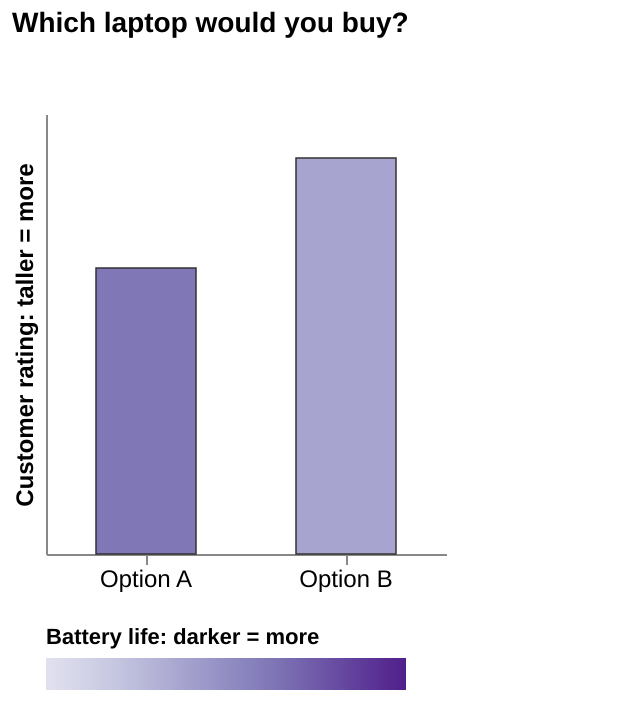 Which laptop would you buy?
Customer rating: taller = more
Option A
Option B
Battery life: darker = more